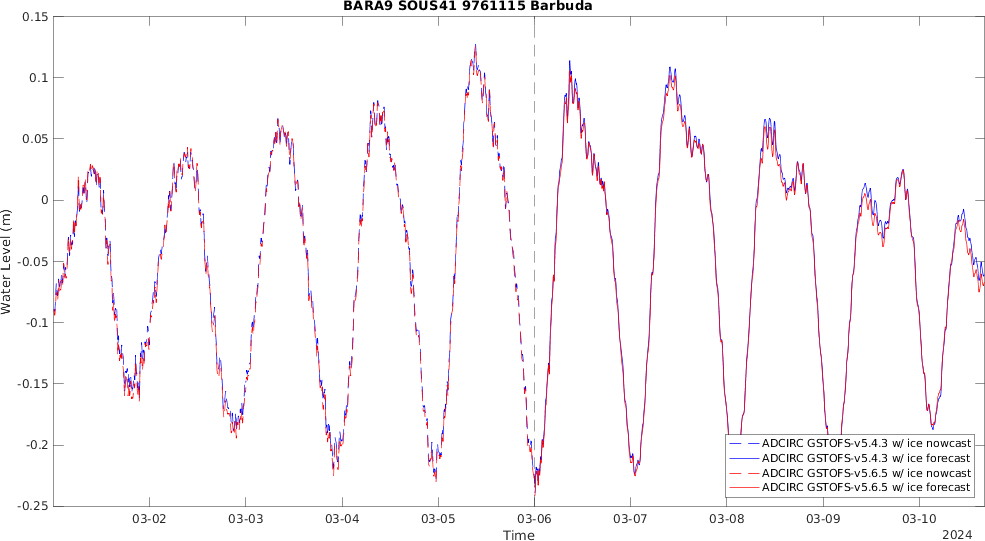 BARA9 SOUS41 9761115 Barbuda
0.15
0.1
0.05
0
-0.05
-0.1
-0.15
-0.2
-0.25
Water Level (m)
ADCIRC GSTOFS-v5.4.3 w/ ice nowcast
ADCIRC GSTOFS-v5.4.3 w/ ice forecast
ADCIRC GSTOFS-v5.6.5 w/ ice nowcast
ADCIRC GSTOFS-v5.6.5 w/ ice forecast
03-02 03-03 03-04 03-05 03-06 03-07 03-08 03-09 03-10
Time
2024